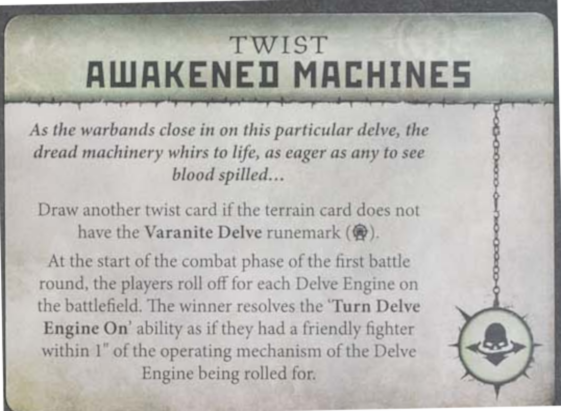 TWIST
AWAKENED MACHINES
As the warbands close in on this particular delve, the
dread machinery whirs to life, as eager as any to see
blood spilled...
Draw another twist card if the terrain card does not
have the Varanite Delve runemark ( ).
At the start of the combat phase of the first battle
round, the players roll off for each Delve Engine on
the battlefield. The winner resolves the 'Turn Delve
Engine On' ability as if they had a friendly fighter
within 1" of the operating mechanism of the Delve
Engine being rolled for.